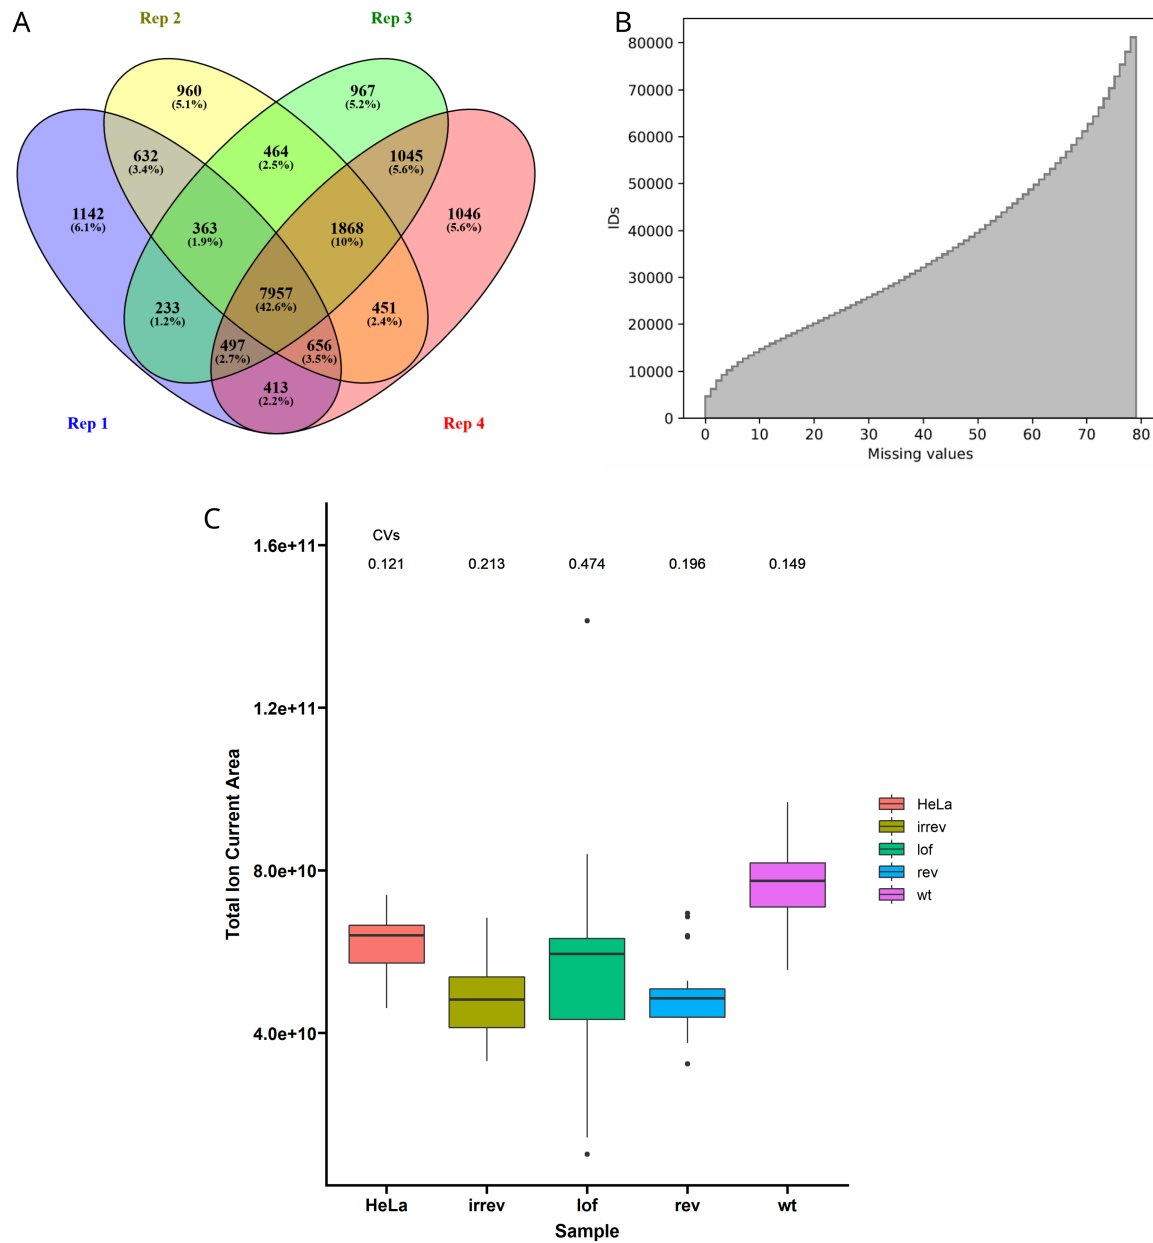 A
Rep 2
Rep 3
960
(5.1%)
967
(5.2%)
632
(3.4%)
464
(2.5%)
1045
(5.6%)
1142
(6.1%)
363
(1.9%)
1868
(10%)
1046
(5.6%)
233
(1.2%)
7957
(42.6%)
451
(2.4%)
497
(2.7%)
656
(3.5%)
413
(2.2%)
Rep 1
Rep 4
B
IDs
80000
70000
60000
50000
40000
30000
20000
10000
0
0 10 20 30 40 50 60 70 80
Missing values
C
CVs
0.121 0.213 0.474 0.196 0.149
Total Ion Current Area
1.6e+11
1.2e+11
8.0e+10
4.0e+10
HeLa irrev lof rev wt
Sample
HeLa
irrev
lof
rev
wt